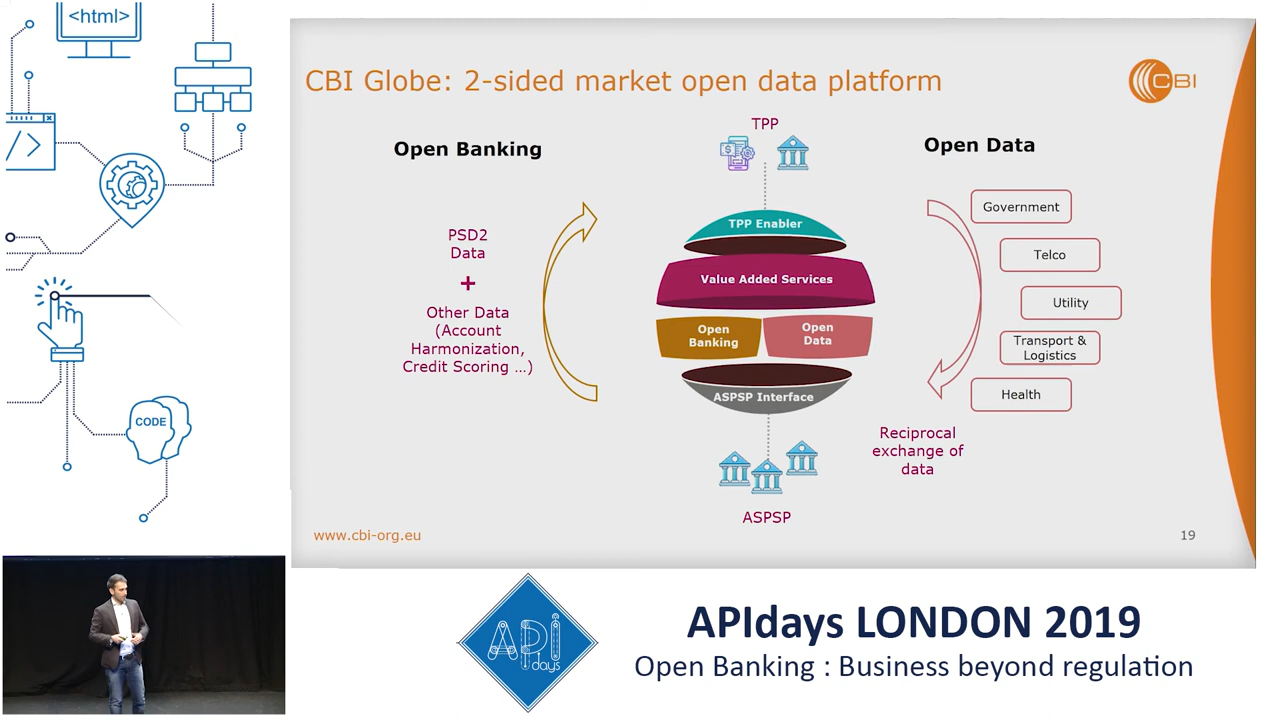 <html>
</>
CODE
CBI Globe: 2-sided market open data platform
CBI
Open Banking
TPP
Open Data
PSD2
Data
+
Other Data
(Account
Harmonization,
Credit Scoring ...)
TPP Enabler
Value Added Services
Open
Banking
Open
Data
ASPSP Interface
ASPSP
Government
Telco
Utility
Transport &
Logistics
Health
Reciprocal
exchange of
data
www.cbi-org.eu
19
API
days
APIdays LONDON 2019
Open Banking : Business beyond regulation